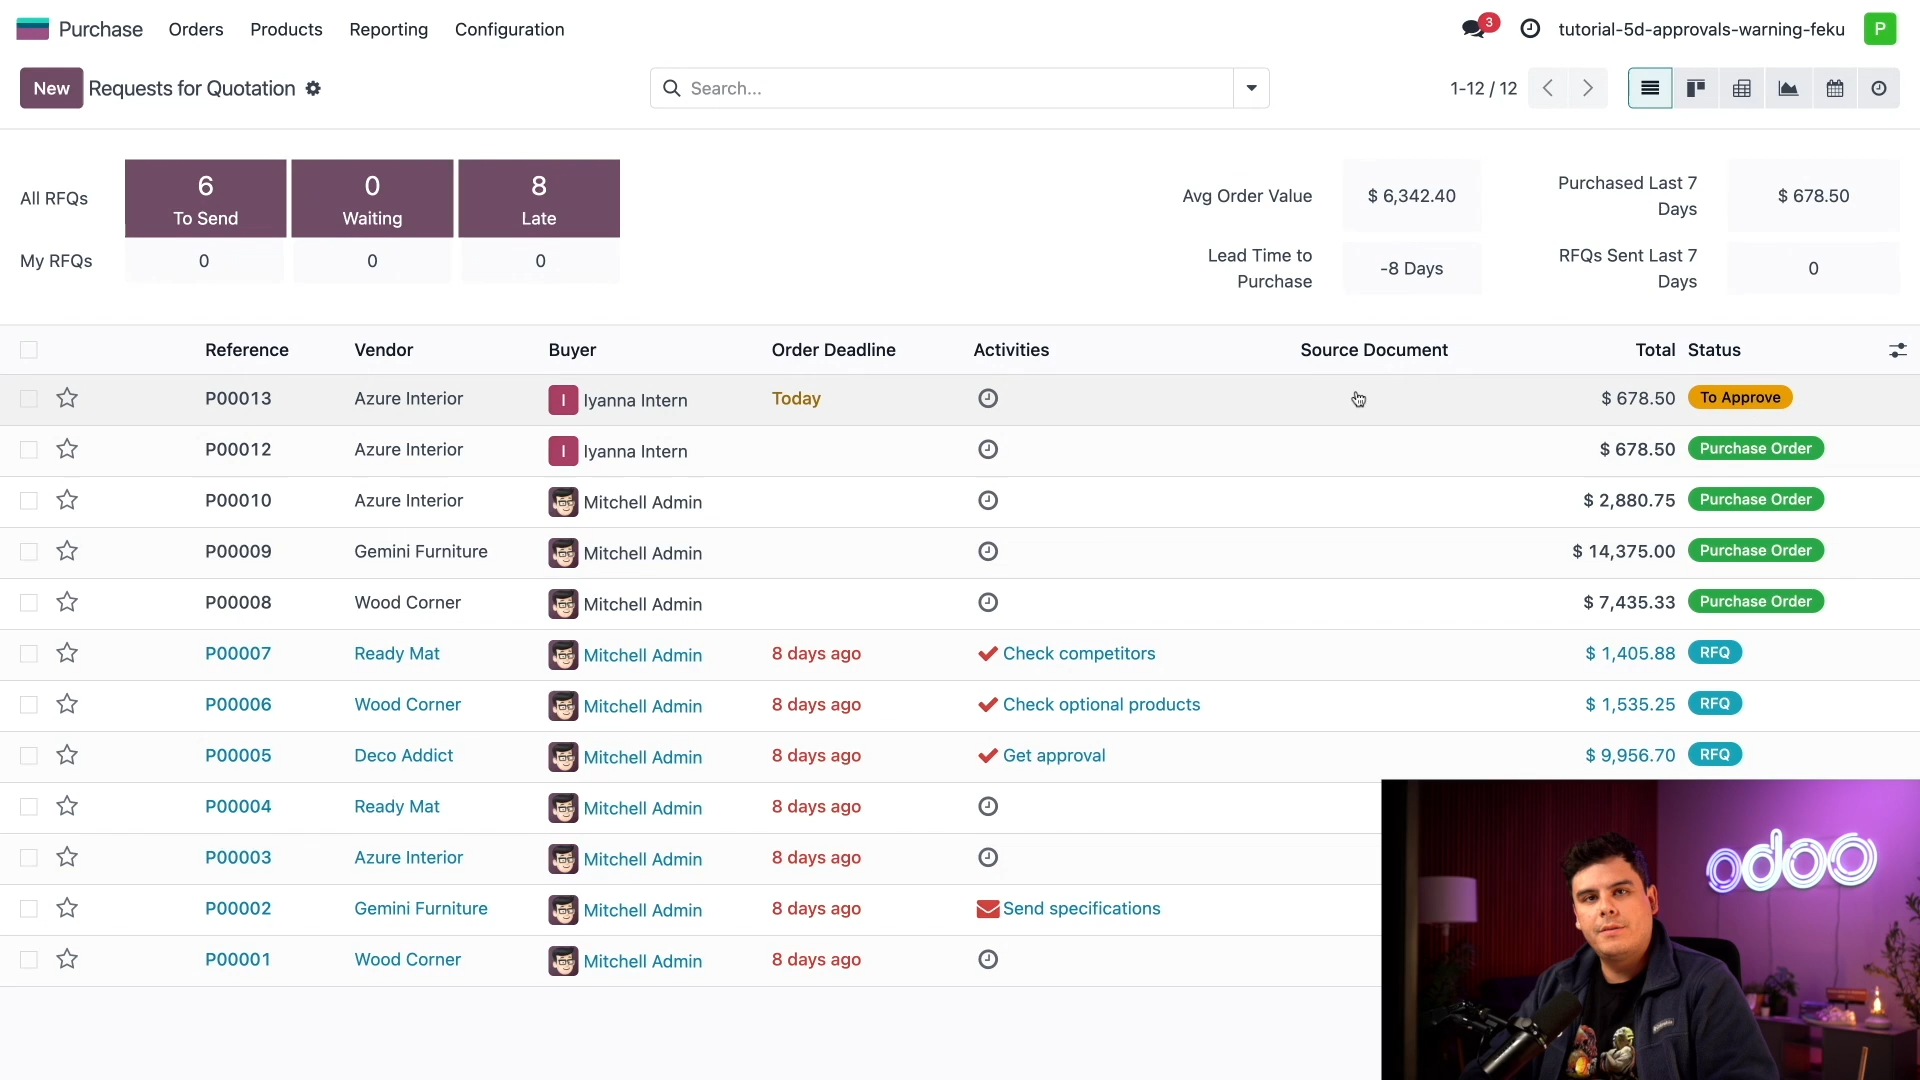 Purchase Orders Products Reporting Configuration 3 tutorial-5d-approvals-warning-feku P
New Requests for Quotation Search... 1-12 / 12
All RFQs 6 To Send 0 Waiting 8 Late
My RFQs 0 0 0
Avg Order Value $ 6,342.40 Purchased Last 7 Days $ 678.50
Lead Time to Purchase -8 Days RFQs Sent Last 7 Days 0
Reference Vendor Buyer Order Deadline Activities Source Document Total Status
P00013 Azure Interior I Iyanna Intern Today $ 678.50 To Approve
P00012 Azure Interior I Iyanna Intern $ 678.50 Purchase Order
P00010 Azure Interior Mitchell Admin $ 2,880.75 Purchase Order
P00009 Gemini Furniture Mitchell Admin $ 14,375.00 Purchase Order
P00008 Wood Corner Mitchell Admin $ 7,435.33 Purchase Order
P00007 Ready Mat Mitchell Admin 8 days ago Check competitors $ 1,405.88 RFQ
P00006 Wood Corner Mitchell Admin 8 days ago Check optional products $ 1,535.25 RFQ
P00005 Deco Addict Mitchell Admin 8 days ago Get approval $ 9,956.70 RFQ
P00004 Ready Mat Mitchell Admin 8 days ago
P00003 Azure Interior Mitchell Admin 8 days ago
P00002 Gemini Furniture Mitchell Admin 8 days ago Send specifications
P00001 Wood Corner Mitchell Admin 8 days ago
odoo